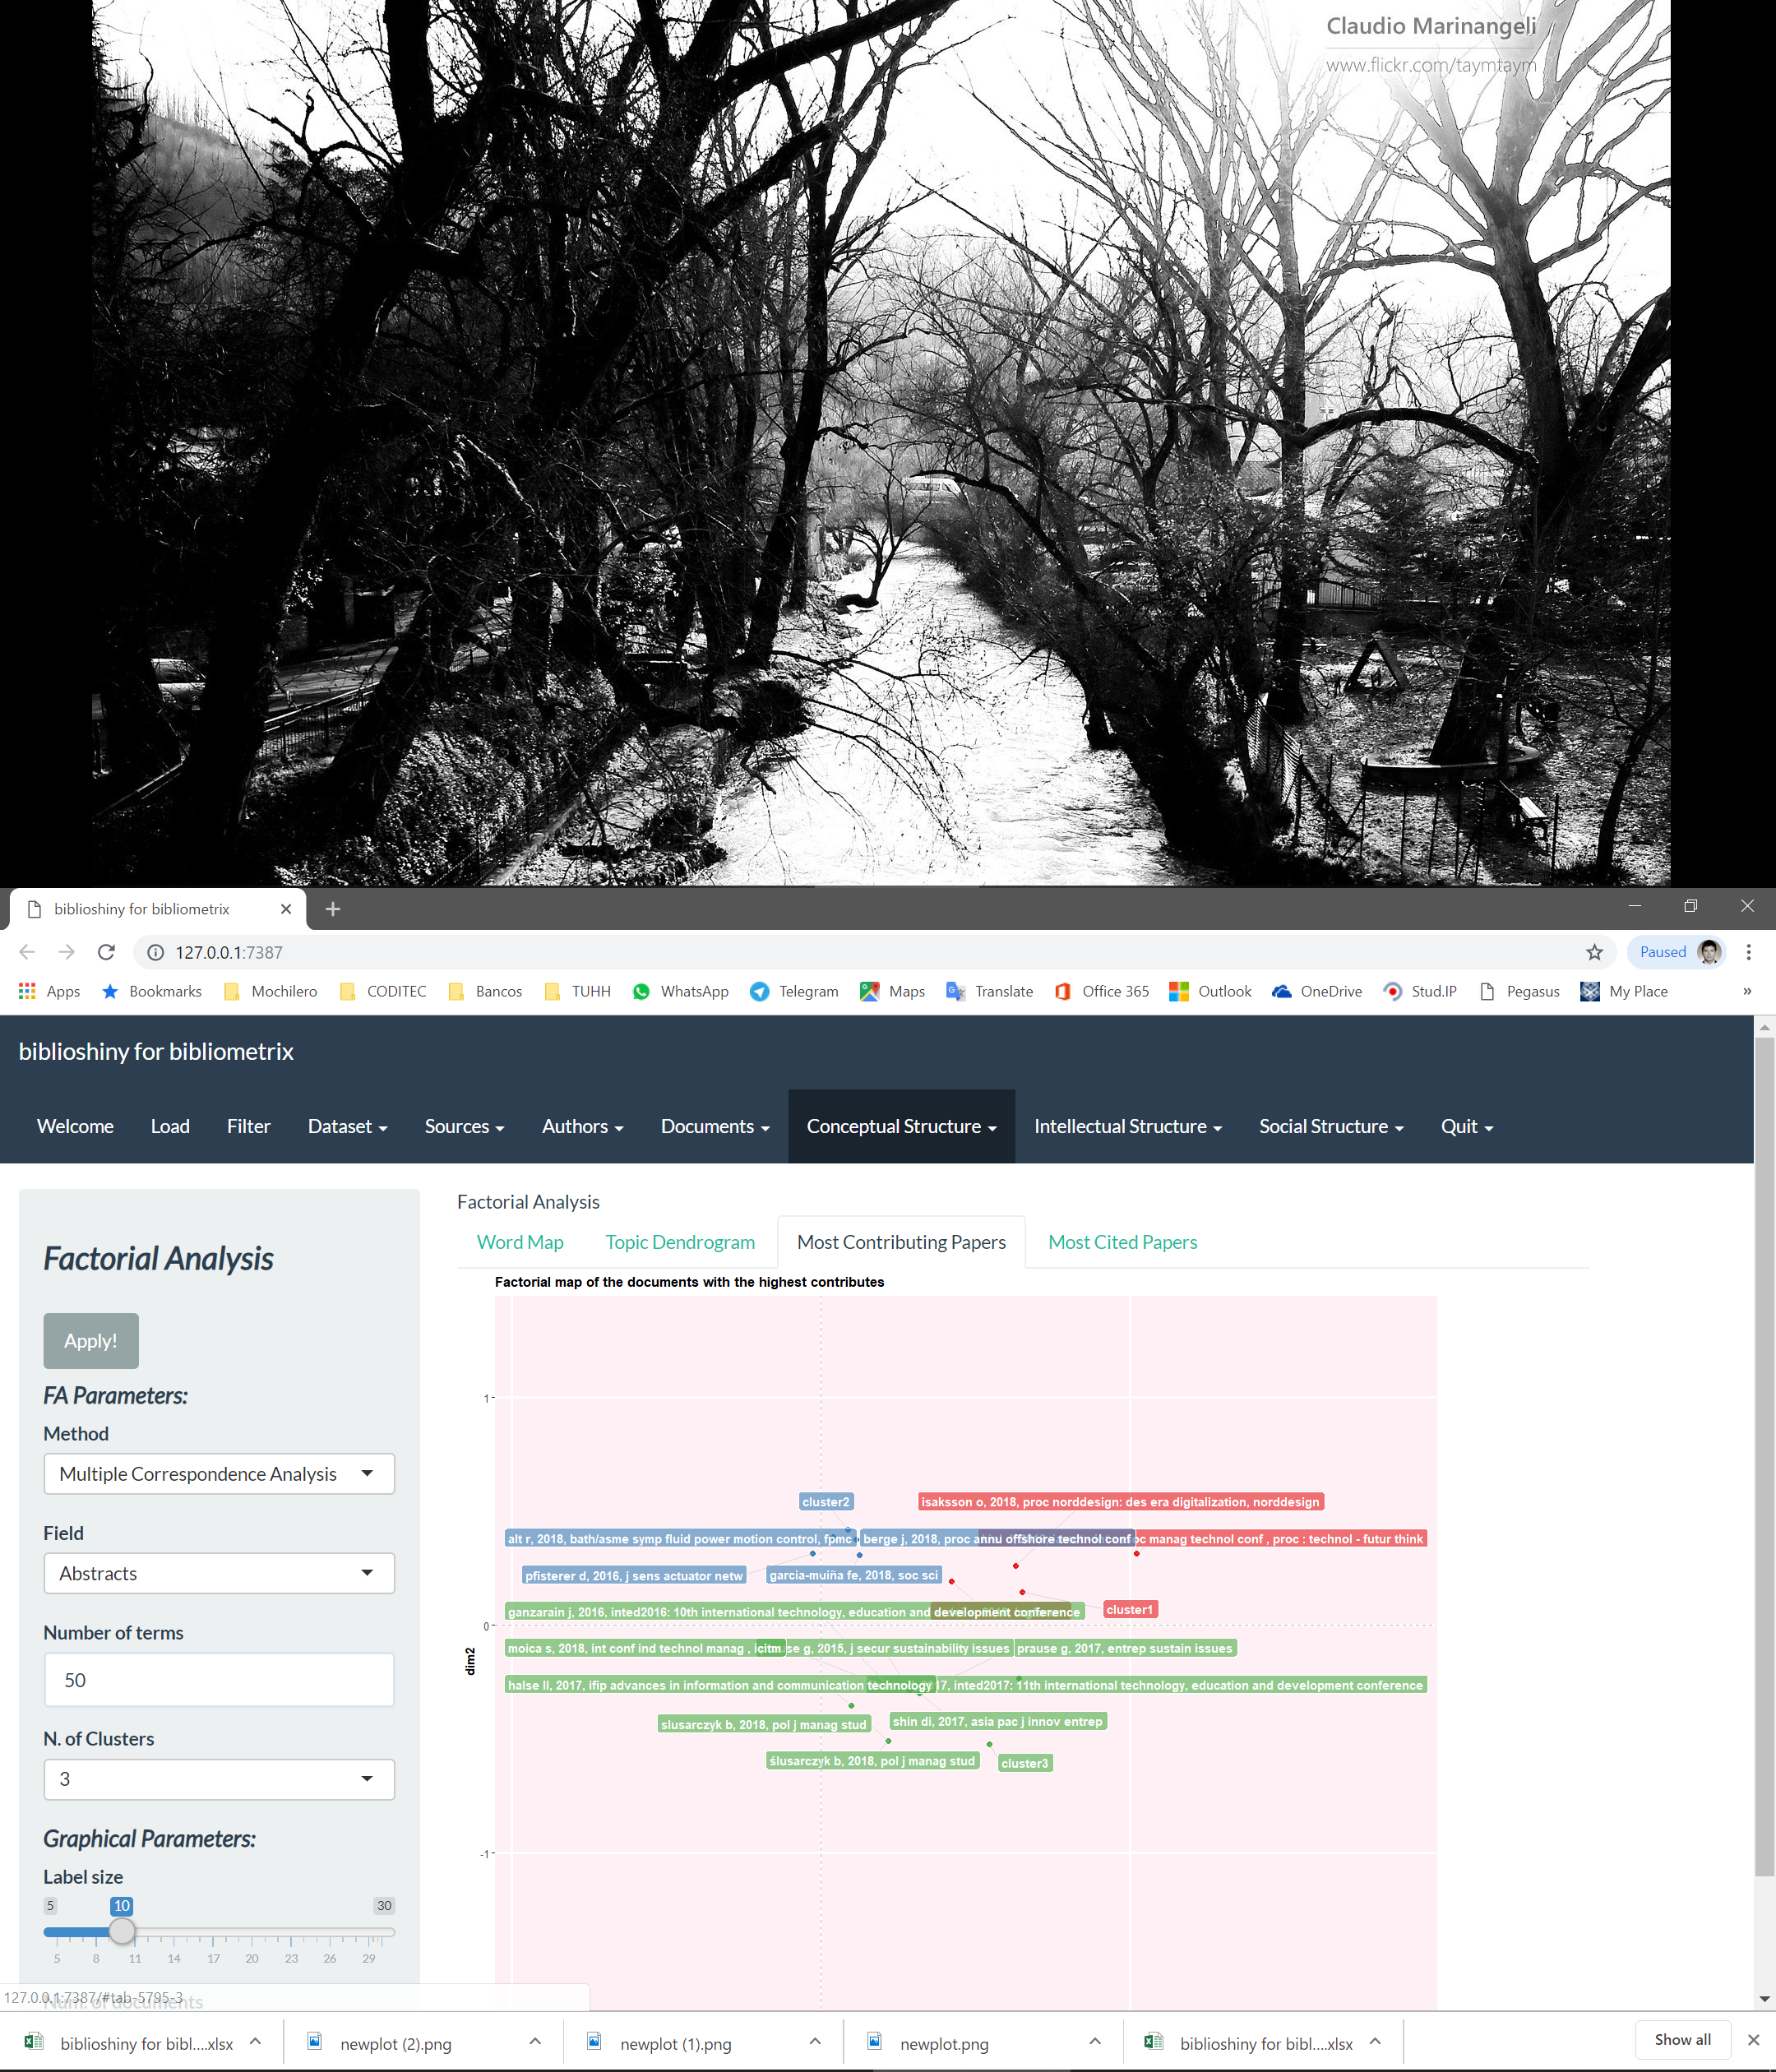 Claudio Marinangeli
www.flickr.com/taymtaym
biblioshiny for bibliometrix
127.0.0.1:7387
Paused
Apps Bookmarks Mochilero CODITEC Bancos TUHH WhatsApp Telegram Maps Translate Office 365 Outlook OneDrive Stud.IP Pegasus My Place »
biblioshiny for bibliometrix
Welcome Load Filter Dataset Sources Authors Documents Conceptual Structure Intellectual Structure Social Structure Quit
Factorial Analysis
Apply!
FA Parameters:
Method
Multiple Correspondence Analysis
Field
Abstracts
Number of terms
50
N. of Clusters
3
Graphical Parameters:
Label size
5 10 30
5 8 11 14 17 20 23 26 29
Num. of documents
127.0.0.1:7387/#tab-5795-3
Factorial Analysis
Word Map Topic Dendrogram Most Contributing Papers Most Cited Papers
Factorial map of the documents with the highest contributes
1
0
-1
dim2
cluster2
isaksson o, 2018, proc norddesign: des era digitalization, norddesign
alt r, 2018, bath/asme symp fluid power motion control, fpmc
berge j, 2018, proc annu offshore technol conf
oc manag technol conf , proc : technol - futur think
pfisterer d, 2016, j sens actuator netw
garcia-muiña fe, 2018, soc sci
ganzarain j, 2016, inted2016: 10th international technology, education and development conference
cluster1
moica s, 2018, int conf ind technol manag , icitm
se g, 2015, j secur sustainability issues
prause g, 2017, entrep sustain issues
halse ll, 2017, ifip advances in information and communication technology
17, inted2017: 11th international technology, education and development conference
slusarczyk b, 2018, pol j manag stud
shin di, 2017, asia pac j innov entrep
ślusarczyk b, 2018, pol j manag stud
cluster3
biblioshiny for bibl....xlsx newplot (2).png newplot (1).png newplot.png biblioshiny for bibl....xlsx Show all